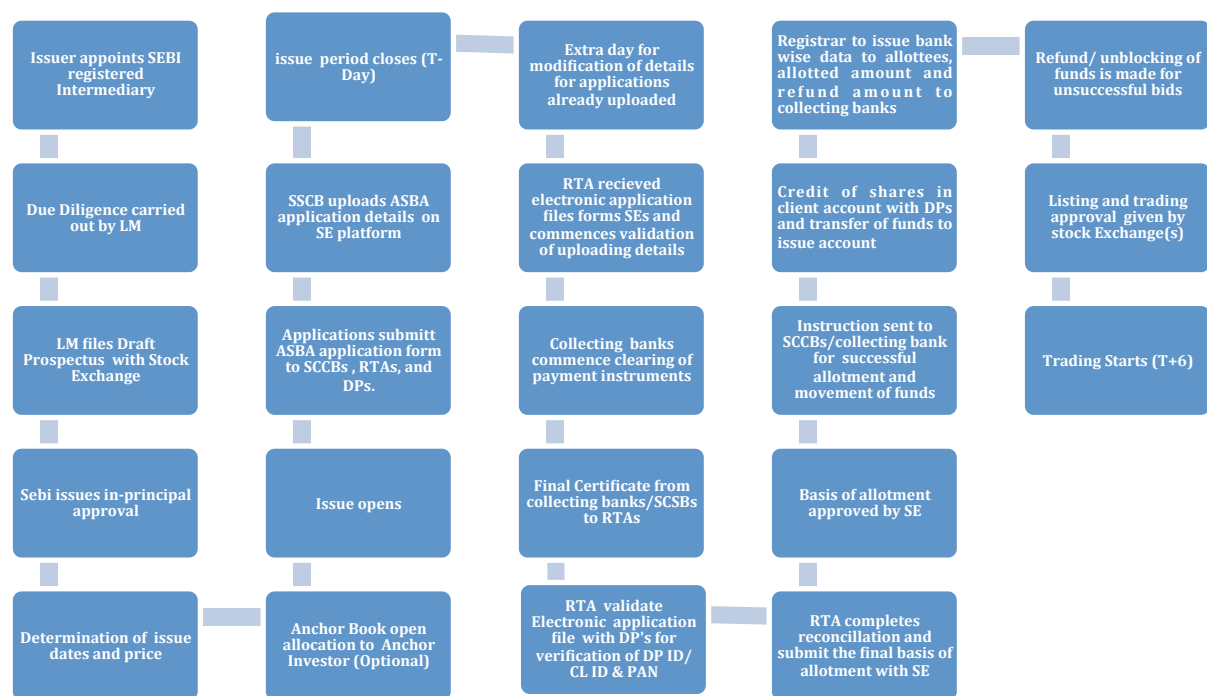 Issuer appoints SEBI
registered
Intermediary
Due Diligence carried
out by LM
LM files Draft
Prospectus with Stock
Exchange
Sebi issues in-principal
approval
Determination of issue
dates and price
Anchor Book open
allocation to Anchor
Investor (Optional)
Issue opens
Applications submitt
ASBA application form
to SCCBs , RTAs, and
DPs.
SSCB uploads ASBA
application details on
SE platform
issue period closes (T-
Day)
Extra day for
modification of details
for applications
already uploaded
RTA recieved
electronic application
files forms SEs and
commences validation
of uploading details
Collecting banks
commence clearing of
payment instruments
Final Certificate from
collecting banks/SCSBs
to RTAs
RTA validate
Electronic application
file with DP's for
verification of DP ID/
CL ID & PAN
RTA completes
reconcillation and
submit the final basis of
allotment with SE
Basis of allotment
approved by SE
Instruction sent to
SCCBs/collecting bank
for successful
allotment and
movement of funds
Credit of shares in
client account with DPs
and transfer of funds to
issue account
Registrar to issue bank
wise data to allottees,
allotted amount and
refund amount to
collecting banks
Refund/ unblocking of
funds is made for
unsuccessful bids
Listing and trading
approval given by
stock Exchange(s)
Trading Starts (T+6)